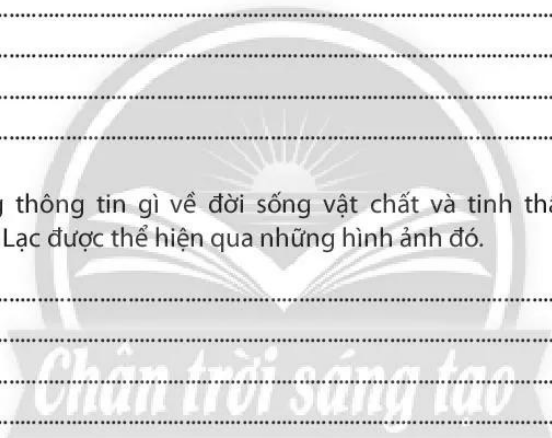 thông tin gì về đời sống vật chất và tinh
Lạc được thể hiện qua những hình ảnh đó.
Chân trời sáng tạo